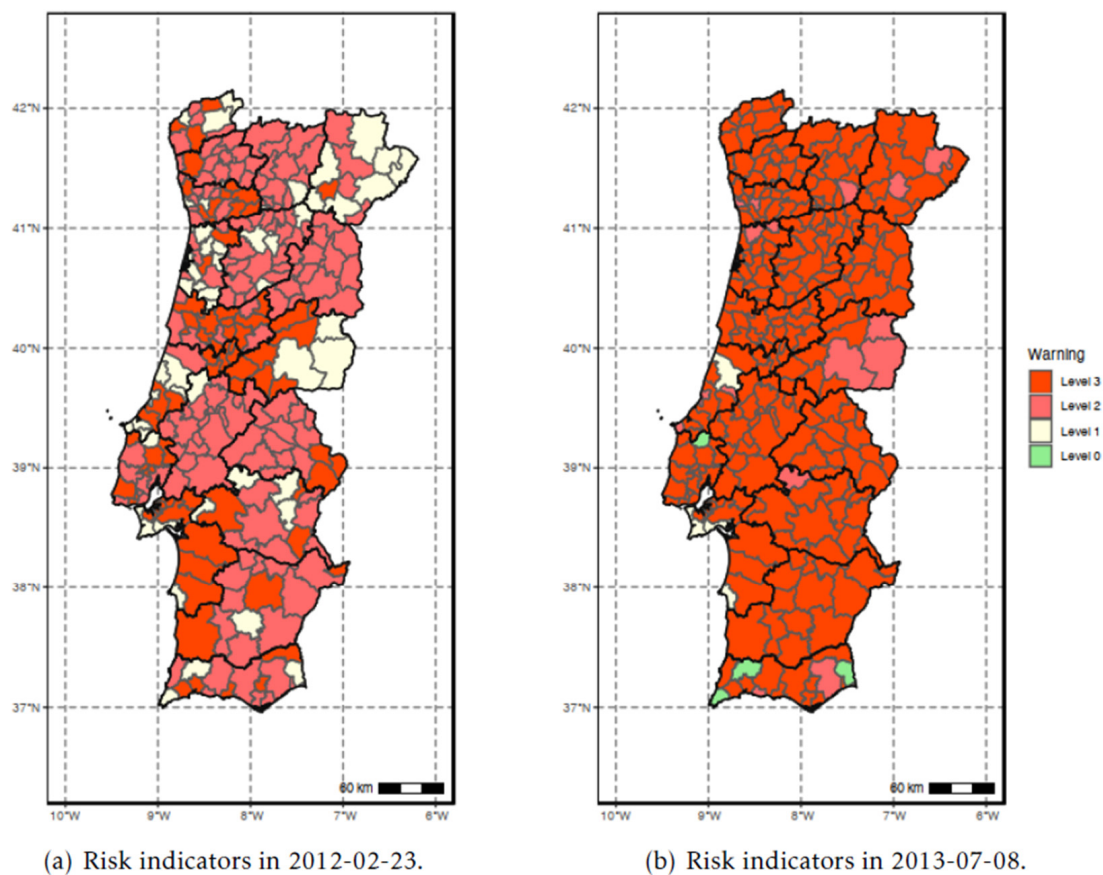 42°N
41°N
40°N
39°N
38°N
37°N
60 km
10°W 9°W 8°W 7°W 6°W
(a) Risk indicators in 2012-02-23.
42°N
41°N
40°N
39°N
38°N
37°N
60 km
10°W 9°W 8°W 7°W 6°W
(b) Risk indicators in 2013-07-08.
Warning
Level 3
Level 2
Level 1
Level 0